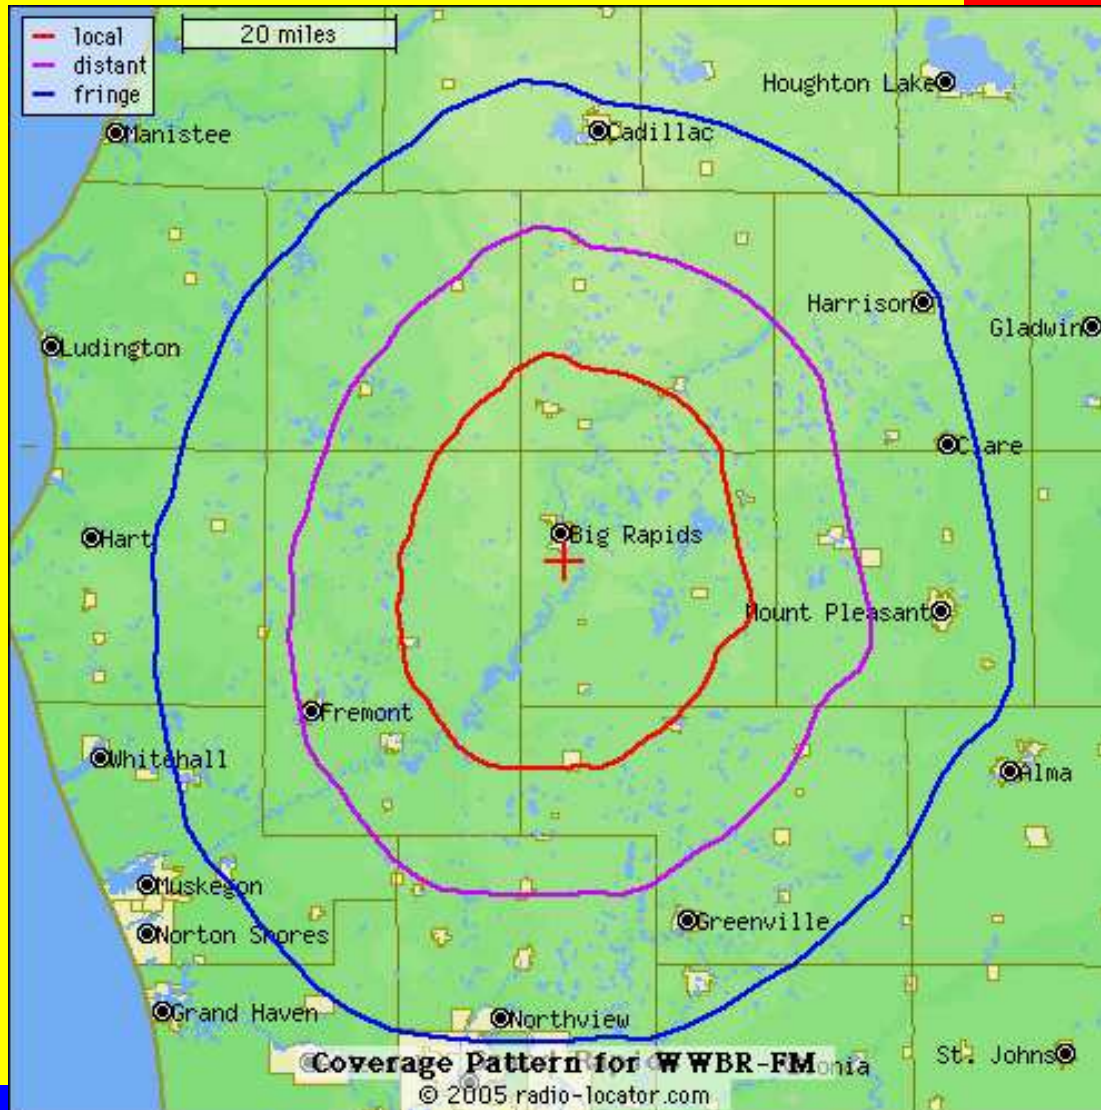 local
distant
fringe
20 miles
Houghton Lake
Manistee
Cadillac
Harrison
Gladwin
Ludington
Clare
Big Rapids
Hart
Mount Pleasant
Fremont
Whitehall
Alma
Muskegon
Greenville
Norton Shores
Grand Haven
Northview
Coverage Pattern for WWBR-FM
St. Johns
© 2005 radio-locator.com